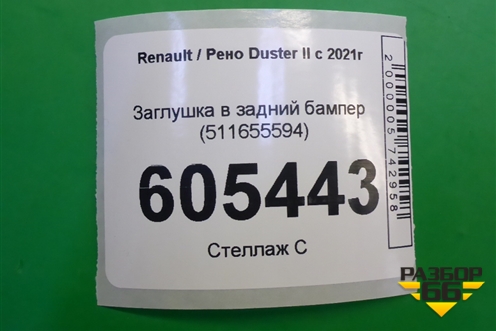 Renault / Рено Duster II с 2021г
Заглушка в задний бампер
(511655594)
605443
Стеллаж С
2000005742958
РАЗБОР
66